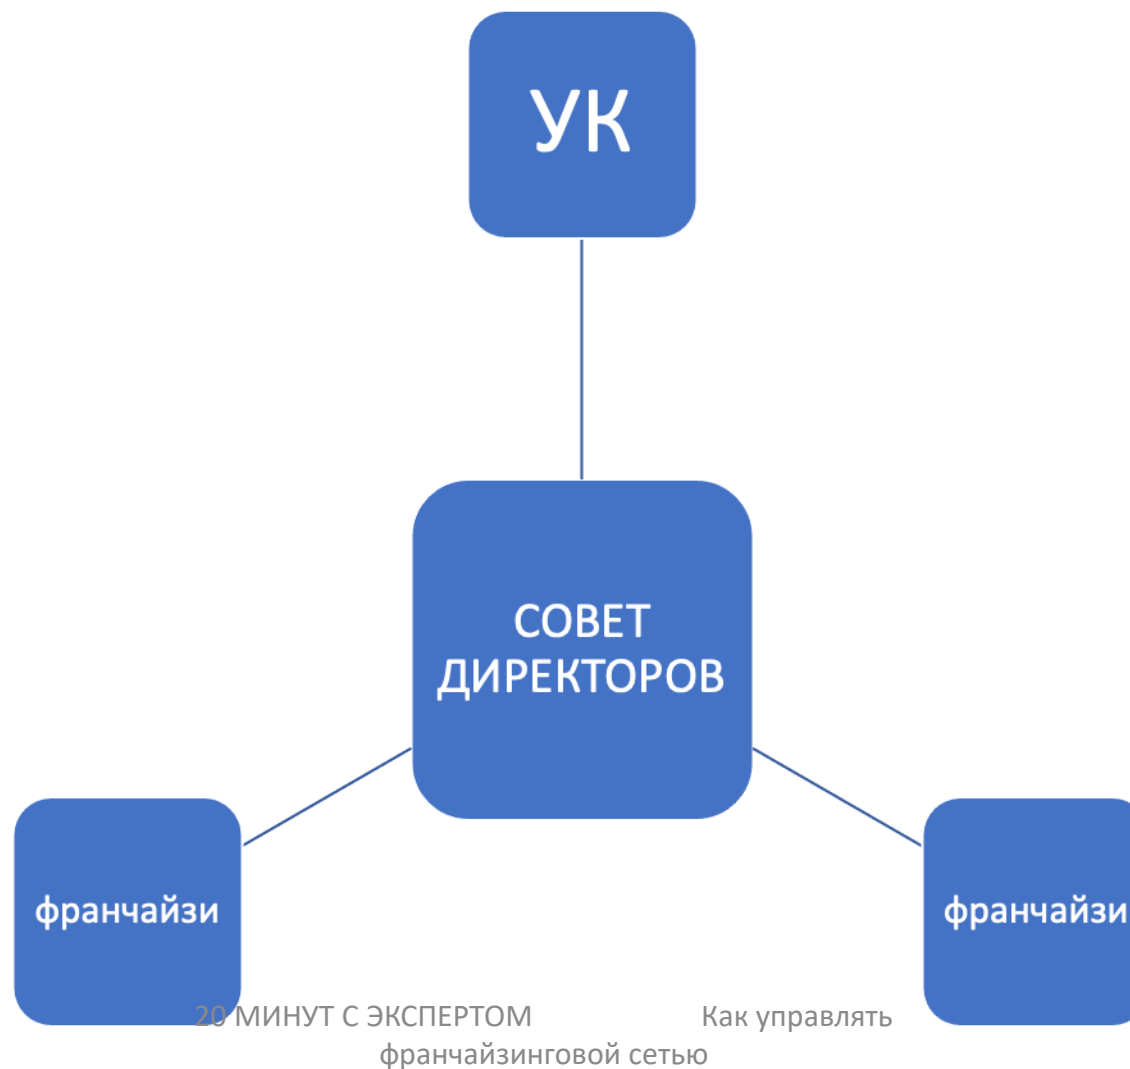 УК
СОВЕТ
ДИРЕКТОРОВ
франчайзи
франчайзи
20 МИНУТ С ЭКСПЕРТОМ Как управлять
франчайзинговой сетью